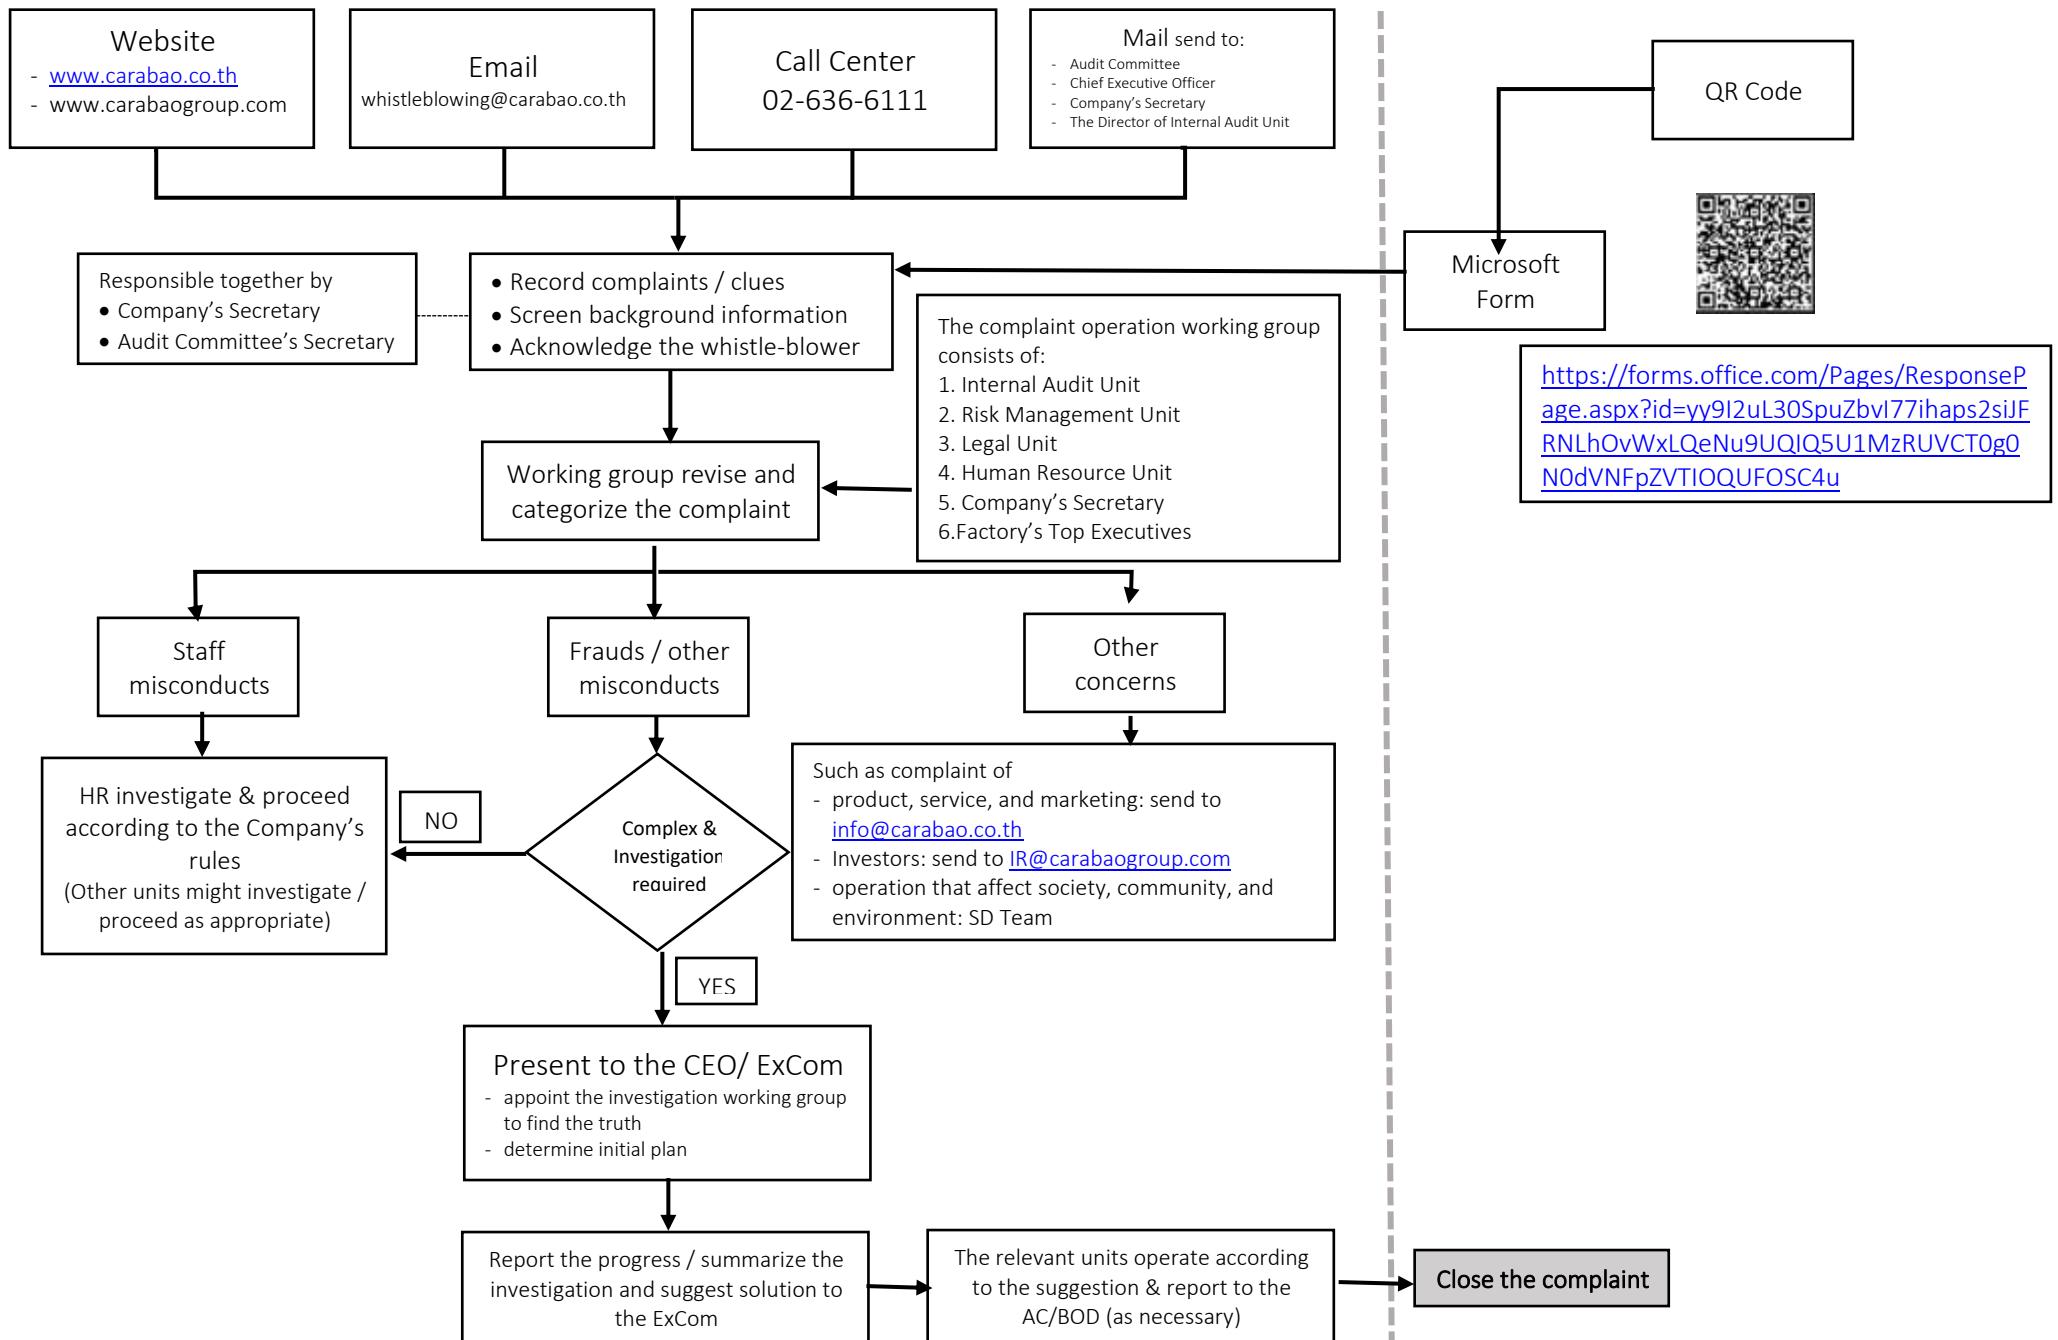 Website
- www.carabao.co.th
- www.carabaogroup.com
Email
whistleblowing@carabao.co.th
Call Center
02-636-6111
Mail send to:
- Audit Committee
- Chief Executive Officer
- Company's Secretary
- The Director of Internal Audit Unit
QR Code
Responsible together by
• Company's Secretary
• Audit Committee's Secretary
• Record complaints / clues
• Screen background information
• Acknowledge the whistle-blower
Microsoft
Form
The complaint operation working group
consists of:
1. Internal Audit Unit
2. Risk Management Unit
3. Legal Unit
4. Human Resource Unit
5. Company's Secretary
6.Factory's Top Executives
https://forms.office.com/Pages/ResponseP
age.aspx?id=yy9I2uL30SpuZbvI77ihaps2siJF
RNLhOvWxLQeNu9UQlQ5U1MzRUVCT0g0
N0dVNFpZVTlOQUFOSC4u
Working group revise and
categorize the complaint
Staff
misconducts
Frauds / other
misconducts
Other
concerns
HR investigate & proceed
according to the Company's
rules
(Other units might investigate /
proceed as appropriate)
NO
Complex &
Investigation
required
Such as complaint of
- product, service, and marketing: send to
info@carabao.co.th
- Investors: send to IR@carabaogroup.com
- operation that affect society, community, and
environment: SD Team
YES
Present to the CEO/ ExCom
- appoint the investigation working group
to find the truth
- determine initial plan
Report the progress / summarize the
investigation and suggest solution to
the ExCom
The relevant units operate according
to the suggestion & report to the
AC/BOD (as necessary)
Close the complaint